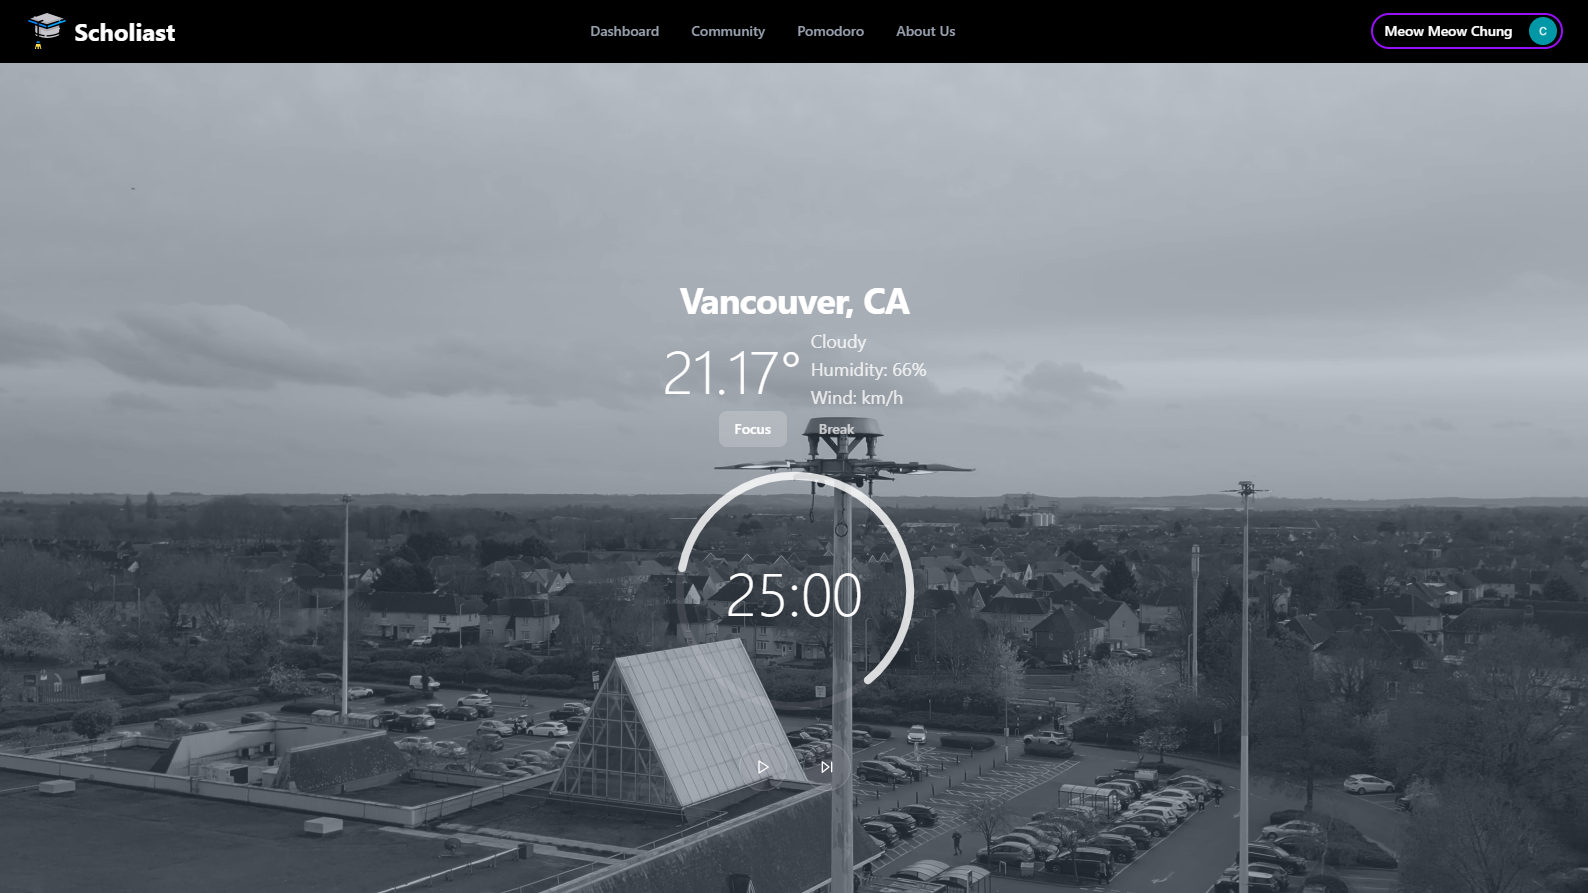 Scholiast
Dashboard
Community
Pomodoro
About Us
Meow Meow Chung
C
Vancouver, CA
21.17°
Cloudy
Humidity: 66%
Wind: km/h
Focus
Break
25:00